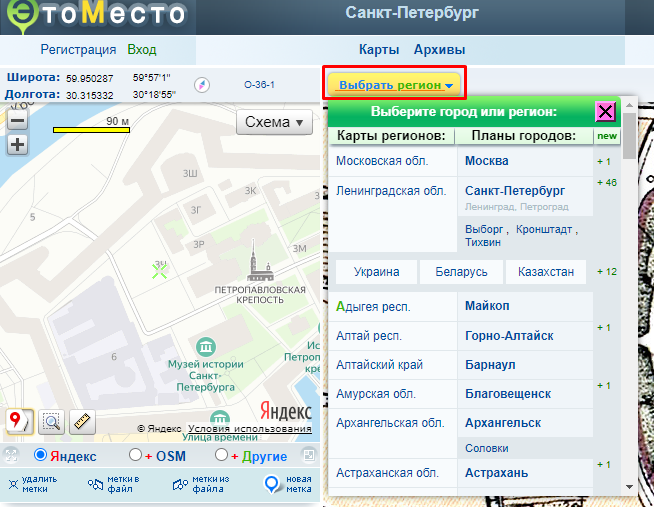 ЭтоМесто
Санкт-Петербург
Регистрация Вход
Карты Архивы
Широта: 59.950287 59°57'1"
Долгота: 30.315332 30°18'55"
О-36-1
90 м
Схема
3Ш
3Ч
5
3Г
3Р
3И
3М
ПЕТРОПАВЛОВСКАЯ
КРЕПОСТЬ
Музей истории
Санкт-
Петербурга
Яндекс
© Яндекс Условия использования
Улица времени
Яндекс + OSM + Другие
удалить метки
метки в файл
метки из файла
новая метка
Выбрать регион
Выберите город или регион:
Карты регионов: Планы городов: new
Московская обл. Москва + 1
Ленинградская обл. Санкт-Петербург + 46
Ленинград, Петроград
Выборг , Кронштадт ,
Тихвин
Украина Беларусь Казахстан + 12
Адыгея респ. Майкоп + 1
Алтай респ. Горно-Алтайск + 1
Алтайский край Барнаул
Амурская обл. Благовещенск + 1
Архангельская обл. Архангельск
Соловки
Астраханская обл. Астрахань + 1